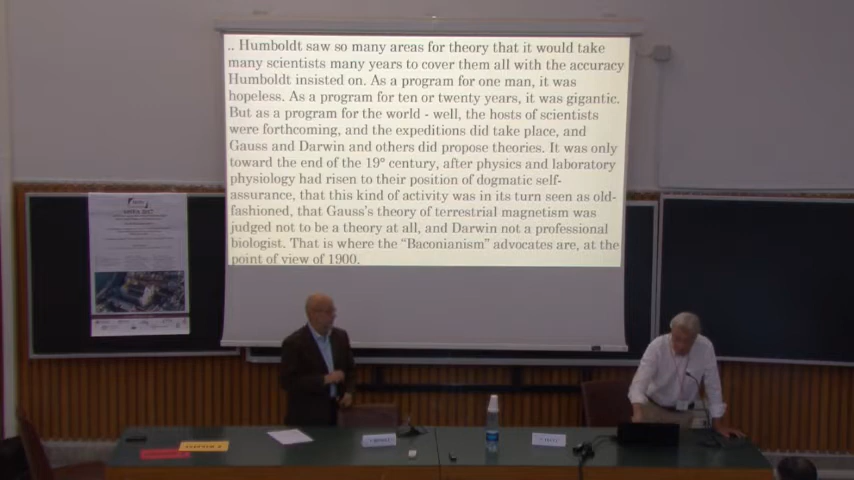 .. Humboldt saw so many areas for theory that it would take
many scientists many years to cover them all with the accuracy
Humboldt insisted on. As a program for one man, it was
hopeless. As a program for ten or twenty years, it was gigantic.
But as a program for the world - well, the hosts of scientists
were forthcoming, and the expeditions did take place, and
Gauss and Darwin and others did propose theories. It was only
toward the end of the 19° century, after physics and laboratory
physiology had risen to their position of dogmatic self-
assurance, that this kind of activity was in its turn seen as old-
fashioned, that Gauss's theory of terrestrial magnetism was
judged not to be a theory at all, and Darwin not a professional
biologist. That is where the “Baconianism” advocates are, at the
point of view of 1900.